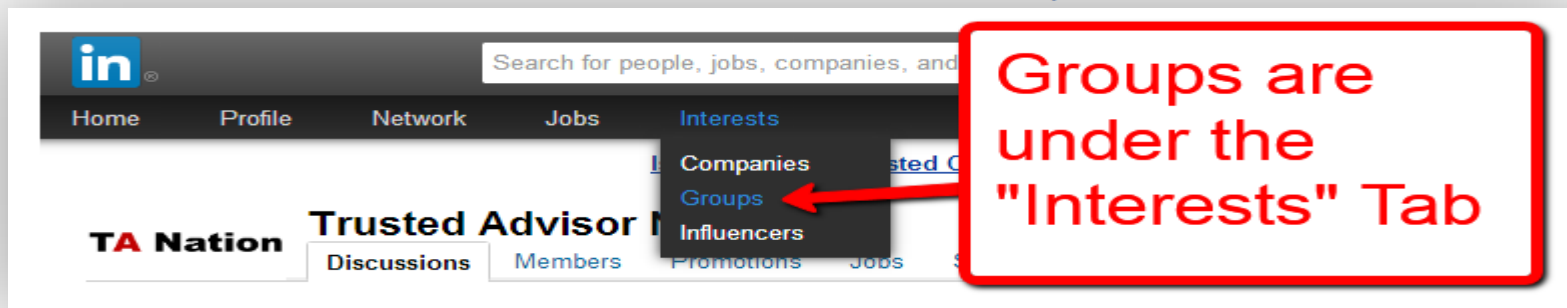 in ®
Search for people, jobs, companies, and
Home Profile Network Jobs Interests
Companies
Groups
Influencers
TA Nation
Trusted Advisor
Discussions Members Promotions Jobs
Groups are
under the
"Interests" Tab